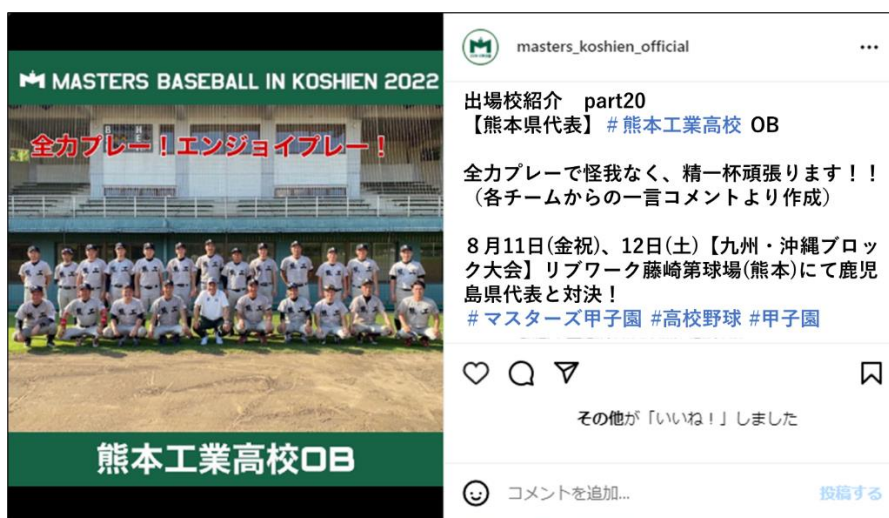 MASTERS BASEBALL IN KOSHIEN 2022
全力プレー！エンジョイプレー！
熊本工業高校OB
masters_koshien_official
出場校紹介　part20
【熊本県代表】＃熊本工業高校 OB
全力プレーで怪我なく、精一杯頑張ります！！
（各チームからの一言コメントより作成）
８月11日(金祝)、12日(土)【九州・沖縄ブロッ
ク大会】リブワーク藤崎第球場(熊本)にて鹿児
島県代表と対決！
＃マスターズ甲子園 #高校野球 #甲子園
その他が「いいね！」しました
コメントを追加...
投稿する